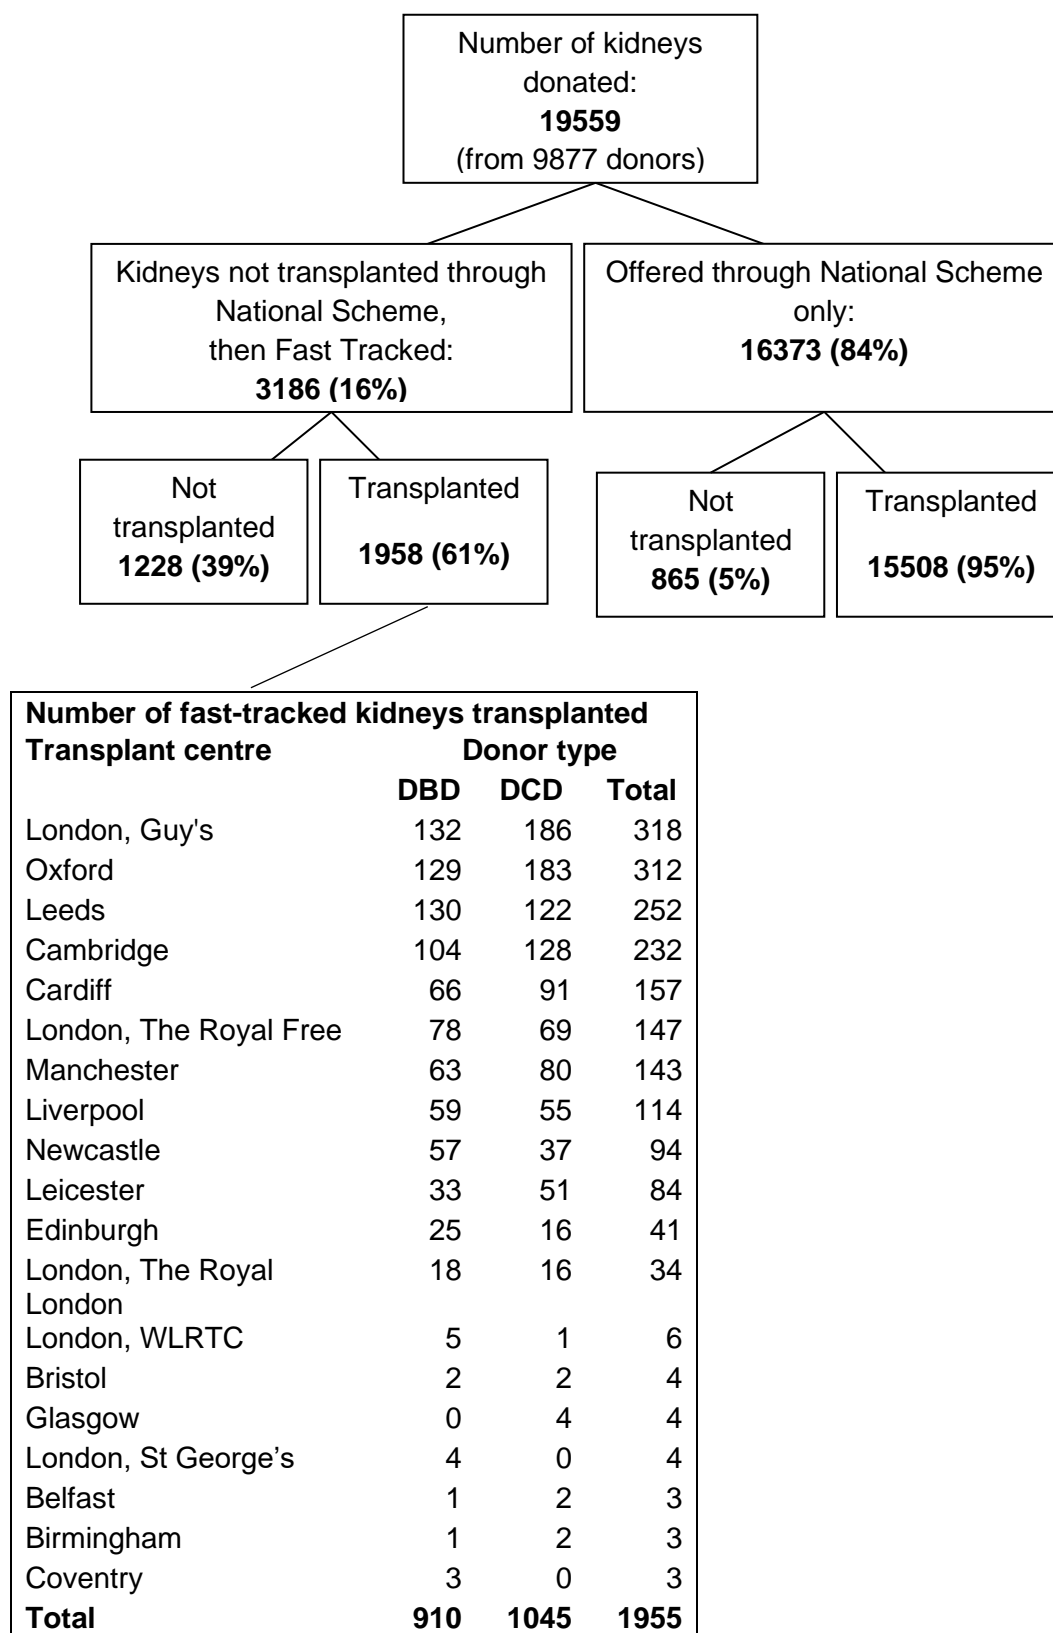 Number of kidneys
donated:
19559
(from 9877 donors)
Kidneys not transplanted through
National Scheme,
then Fast Tracked:
3186 (16%)
Offered through National Scheme
only:
16373 (84%)
Not
transplanted
1228 (39%)
Transplanted
1958 (61%)
Not
transplanted
865 (5%)
Transplanted
15508 (95%)
Number of fast-tracked kidneys transplanted
Transplant centre Donor type
DBD DCD Total
London, Guy's 132 186 318
Oxford 129 183 312
Leeds 130 122 252
Cambridge 104 128 232
Cardiff 66 91 157
London, The Royal Free 78 69 147
Manchester 63 80 143
Liverpool 59 55 114
Newcastle 57 37 94
Leicester 33 51 84
Edinburgh 25 16 41
London, The Royal 18 16 34
London
London, WLRTC 5 1 6
Bristol 2 2 4
Glasgow 0 4 4
London, St George’s 4 0 4
Belfast 1 2 3
Birmingham 1 2 3
Coventry 3 0 3
Total 910 1045 1955